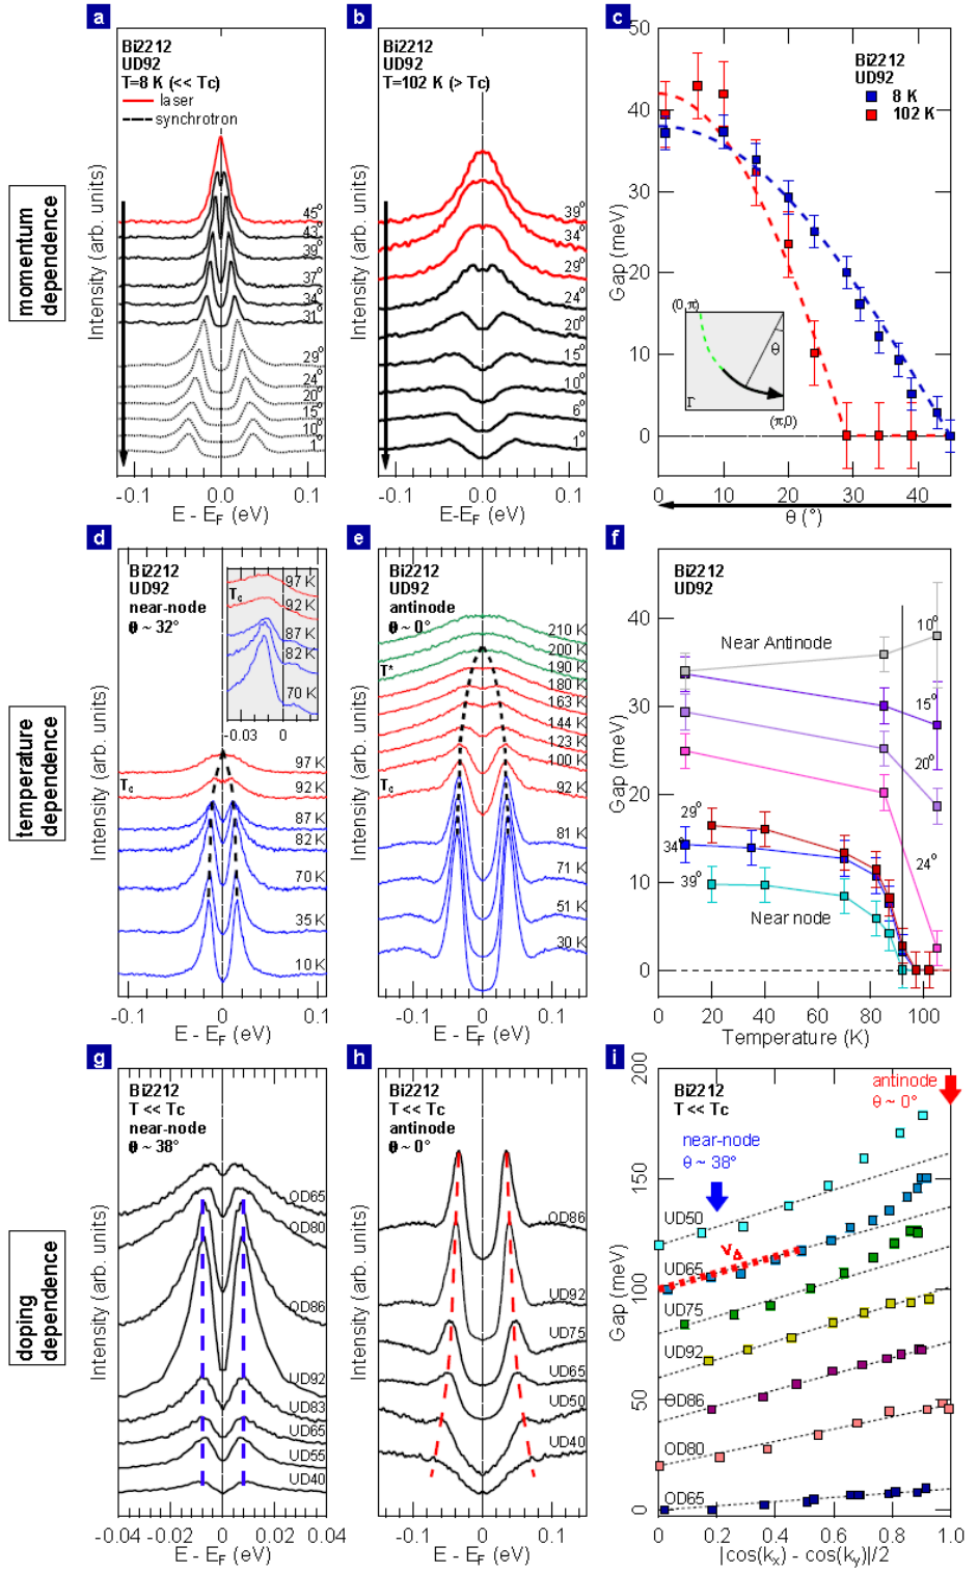 momentum
dependence
temperature
dependence
doping
dependence
a
Bi2212
UD92
T=8 K (<< Tc)
laser
synchrotron
Intensity (arb. units)
45°
43°
39°
37°
34°
31°
29°
24°
20°
15°
10°
1°
-0.1 0.0 0.1
E - EF (eV)
b
Bi2212
UD92
T=102 K (> Tc)
Intensity (arb. units)
39°
34°
29°
24°
20°
15°
10°
6°
1°
-0.1 0.0 0.1
E-EF (eV)
c
Bi2212
UD92
8 K
102 K
Gap (meV)
50
40
30
20
10
0
(0,π)
θ
Γ
(π,0)
0 10 20 30 40
θ (°)
d
Bi2212
UD92
near-node
θ ~ 32°
97 K
Tc
92 K
87 K
82 K
70 K
-0.03 0
Intensity (arb. units)
97 K
Tc
92 K
87 K
82 K
70 K
35 K
10 K
-0.1 0 0.1
E - EF (eV)
e
Bi2212
UD92
antinode
θ ~ 0°
Intensity (arb. units)
210 K
200 K
T*
190 K
180 K
163 K
144 K
123 K
100 K
Tc
92 K
81 K
71 K
51 K
30 K
-0.1 0 0.1
E - EF (eV)
f
Bi2212
UD92
Gap (meV)
40
30
20
10
0
Near Antinode
10°
15°
20°
24°
29°
34°
39°
Near node
0 20 40 60 80 100
Temperature (K)
g
Bi2212
T << Tc
near-node
θ ~ 38°
Intensity (arb. units)
OD65
OD80
OD86
UD92
UD83
UD65
UD55
UD40
-0.04 -0.02 0 0.02 0.04
E - EF (eV)
h
Bi2212
T << Tc
antinode
θ ~ 0°
Intensity (arb. units)
OD86
UD92
UD75
UD65
UD50
UD40
-0.1 0 0.1
E - EF (eV)
i
Bi2212
T << Tc
antinode
θ ~ 0°
near-node
θ ~ 38°
Gap (meV)
200
150
100
50
0
UD50
vΔ
UD65
UD75
UD92
OD86
OD80
OD65
0 0.2 0.4 0.6 0.8 1.0
|cos(kx) - cos(ky)|/2